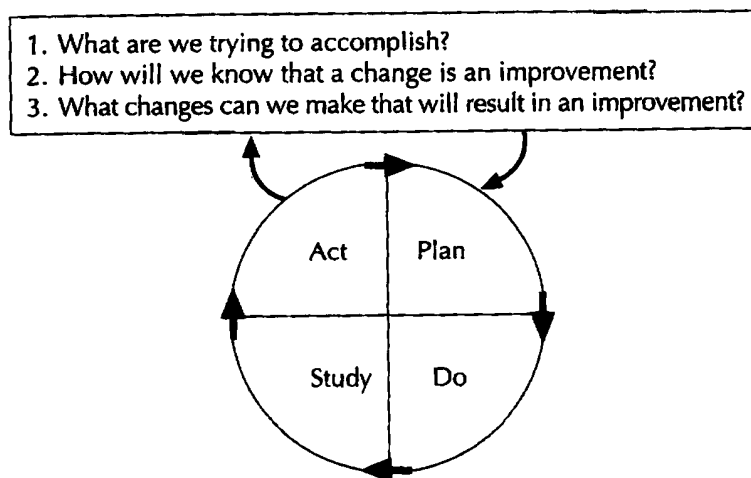 1. What are we trying to accomplish?
2. How will we know that a change is an improvement?
3. What changes can we make that will result in an improvement?
Act Plan
Study Do